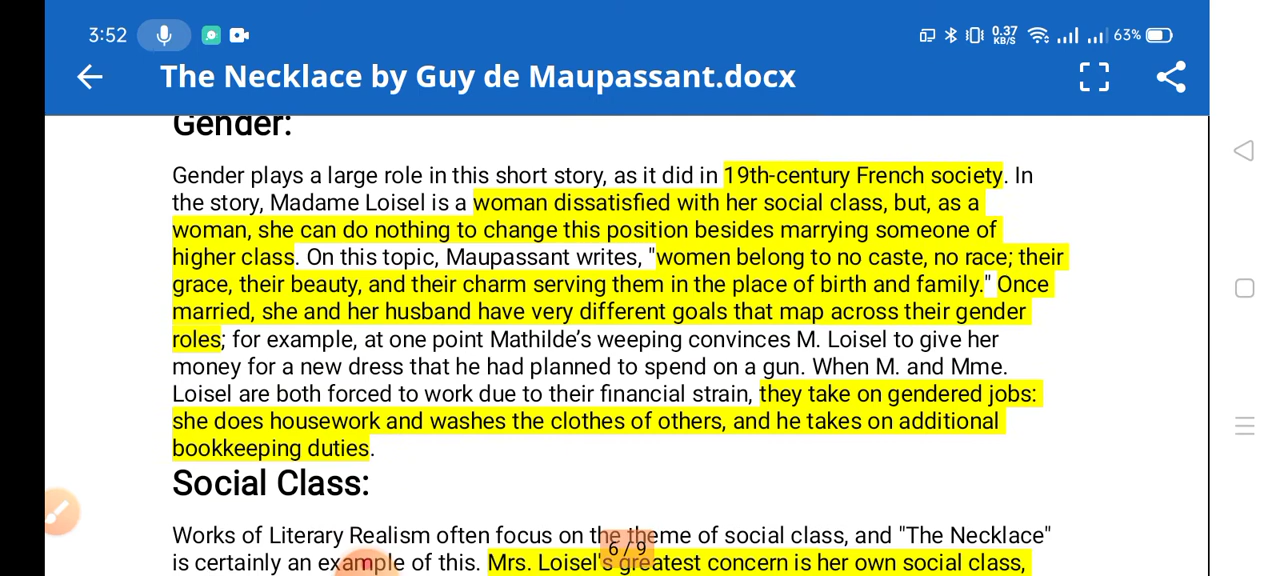 3:52
0.37
KB/S
63%
The Necklace by Guy de Maupassant.docx
Gender:
Gender plays a large role in this short story, as it did in 19th-century French society. In
the story, Madame Loisel is a woman dissatisfied with her social class, but, as a
woman, she can do nothing to change this position besides marrying someone of
higher class. On this topic, Maupassant writes, "women belong to no caste, no race; their
grace, their beauty, and their charm serving them in the place of birth and family." Once
married, she and her husband have very different goals that map across their gender
roles; for example, at one point Mathilde’s weeping convinces M. Loisel to give her
money for a new dress that he had planned to spend on a gun. When M. and Mme.
Loisel are both forced to work due to their financial strain, they take on gendered jobs:
she does housework and washes the clothes of others, and he takes on additional
bookkeeping duties.
Social Class:
Works of Literary Realism often focus on the theme of social class, and "The Necklace"
6 / 9
is certainly an example of this. Mrs. Loisel's greatest concern is her own social class,